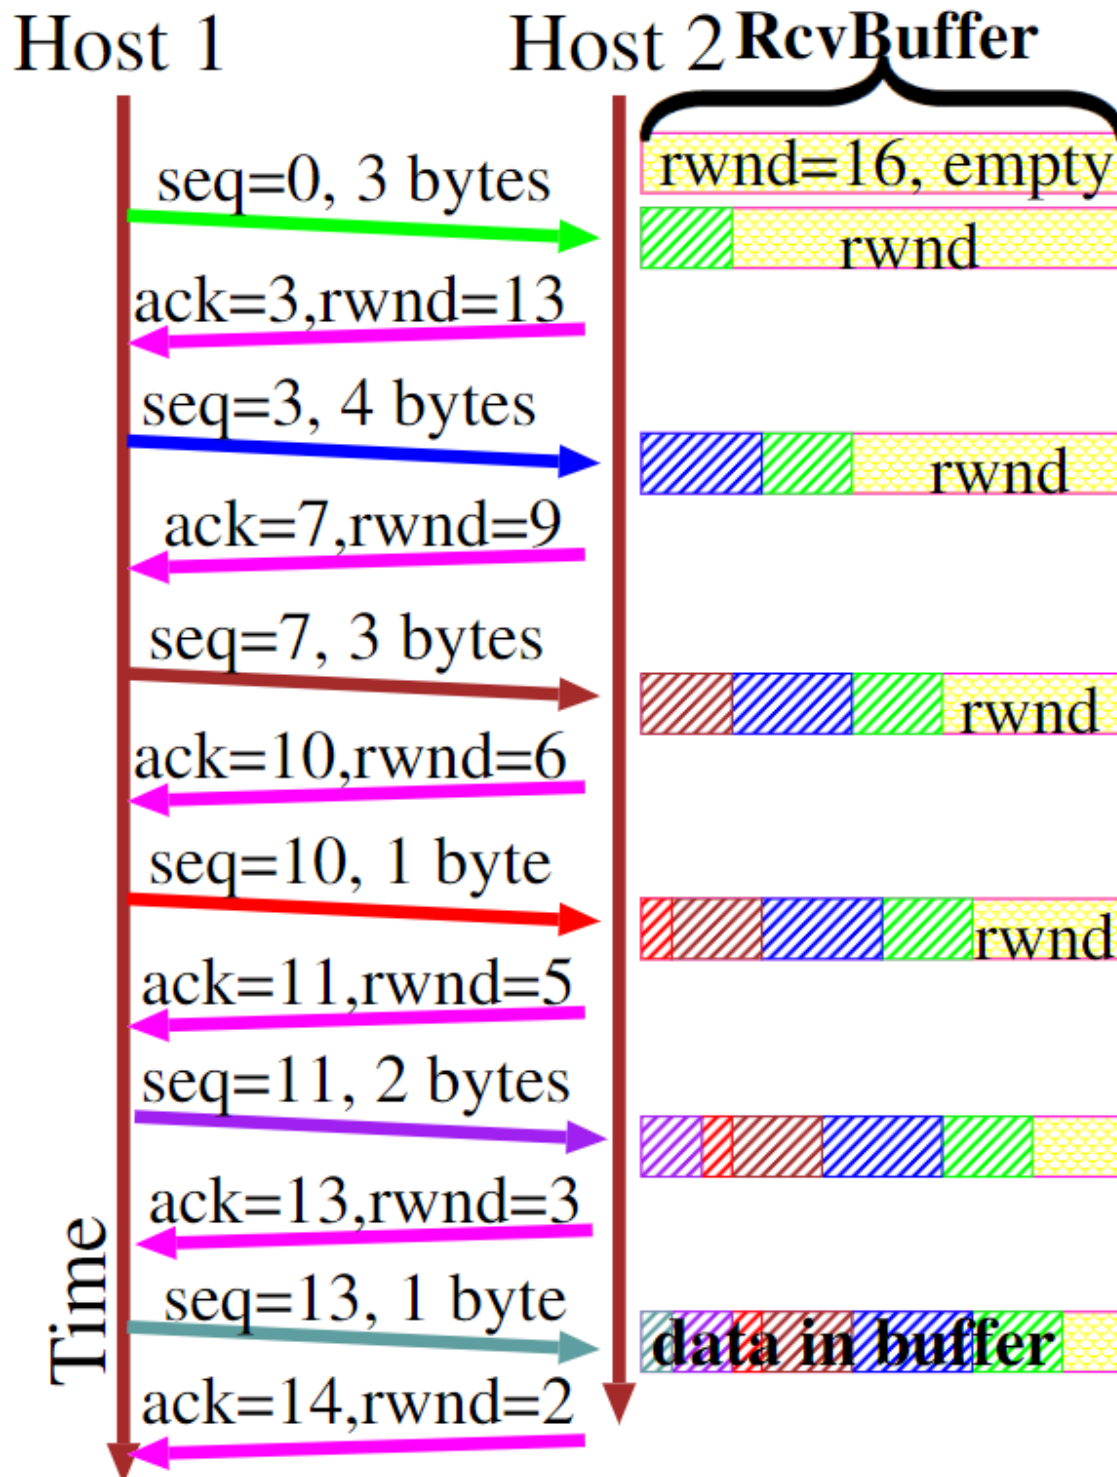 Host 1
Host 2
RcvBuffer
rwnd=16, empty
seq=0, 3 bytes
rwnd
ack=3,rwnd=13
seq=3, 4 bytes
rwnd
ack=7,rwnd=9
seq=7, 3 bytes
rwnd
ack=10,rwnd=6
seq=10, 1 byte
rwnd
ack=11,rwnd=5
seq=11, 2 bytes
ack=13,rwnd=3
Time
seq=13, 1 byte
data in buffer
ack=14,rwnd=2